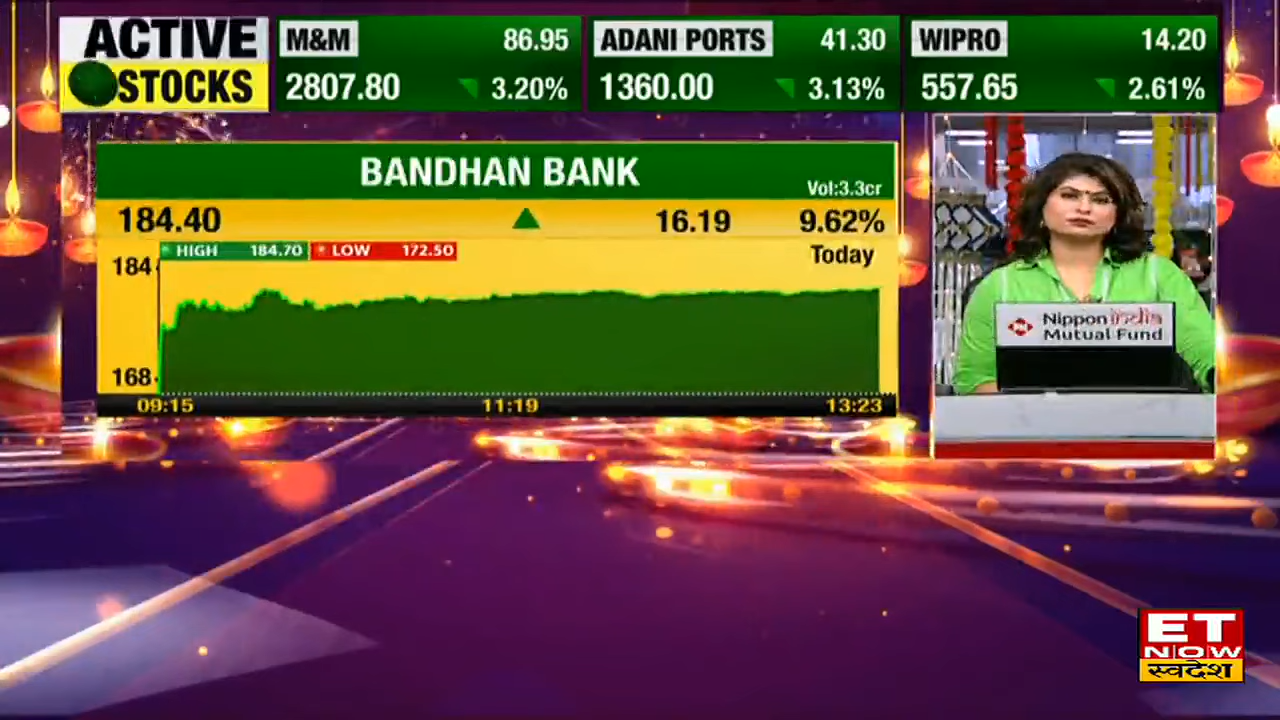 ACTIVE
STOCKS
M&M 86.95
2807.80 3.20%
ADANI PORTS 41.30
1360.00 3.13%
WIPRO 14.20
557.65 2.61%
BANDHAN BANK
Vol:3.3cr
184.40 16.19 9.62%
HIGH 184.70 LOW 172.50
Today
184
168
09:15 11:19 13:23
Nippon india
Mutual Fund
ET
NOW
स्वदेश